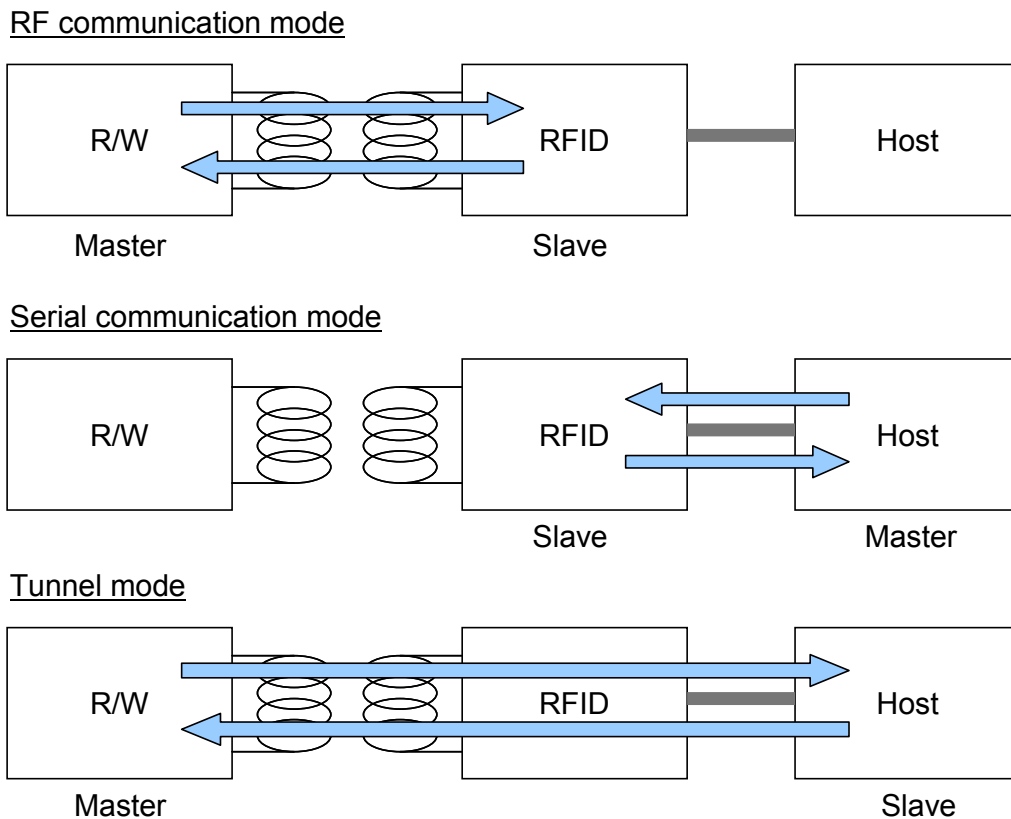 RF communication mode
R/W
RFID
Host
Master
Slave
Serial communication mode
R/W
RFID
Host
Slave
Master
Tunnel mode
R/W
RFID
Host
Master
Slave